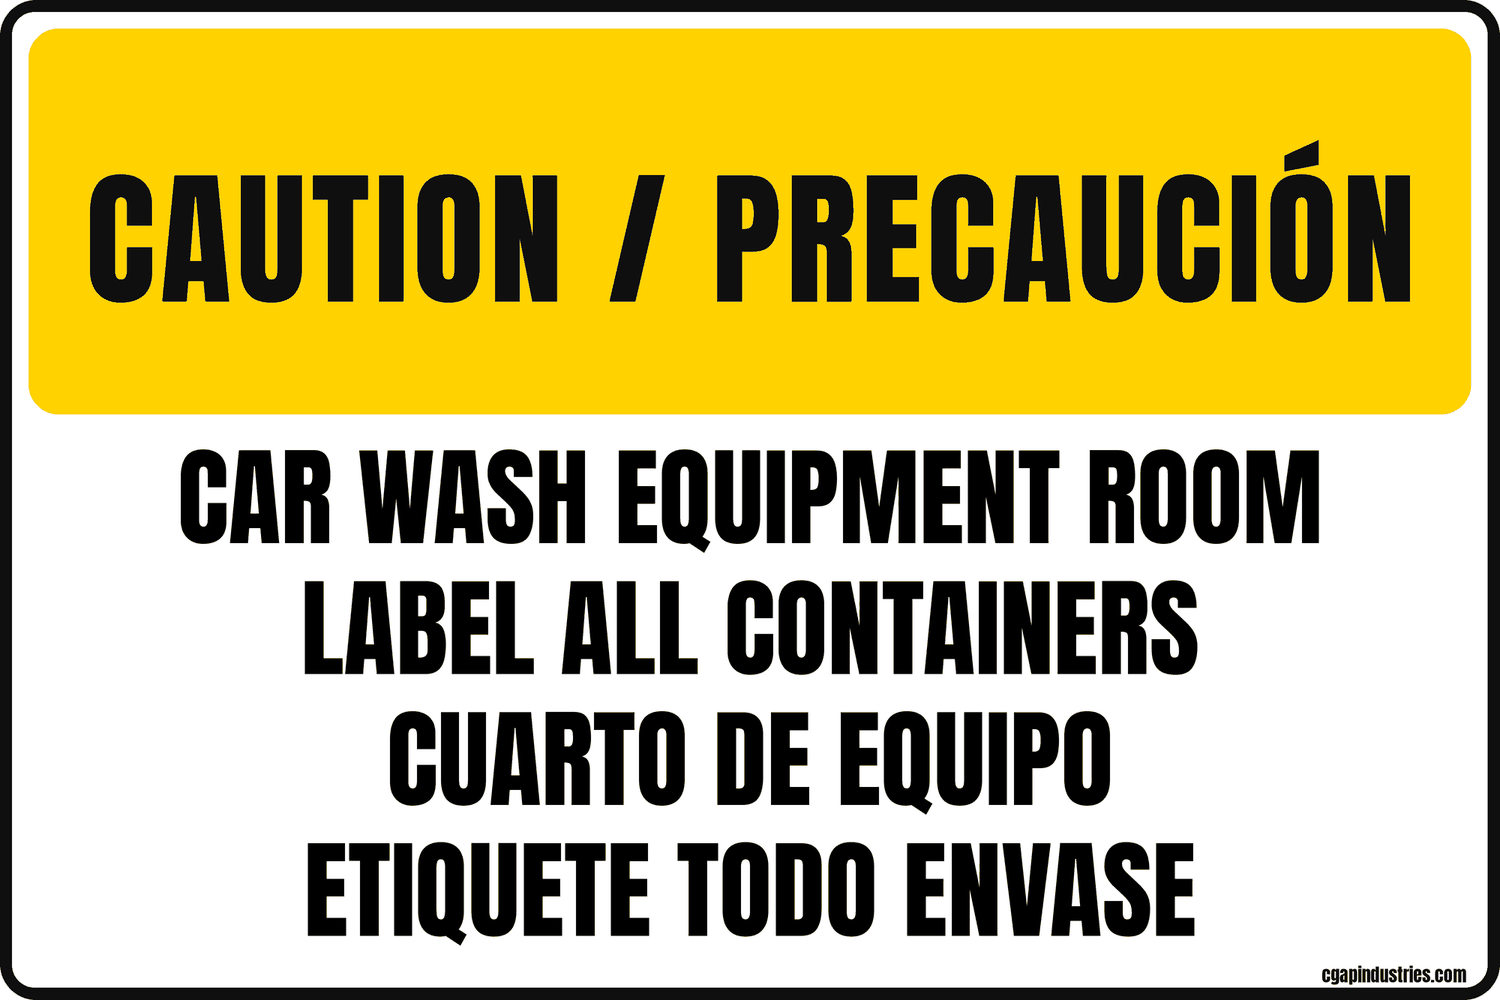 CAUTION / PRECAUCIÓN
CAR WASH EQUIPMENT ROOM
LABEL ALL CONTAINERS
CUARTO DE EQUIPO
ETIQUETE TODO ENVASE
cgapindustries.com